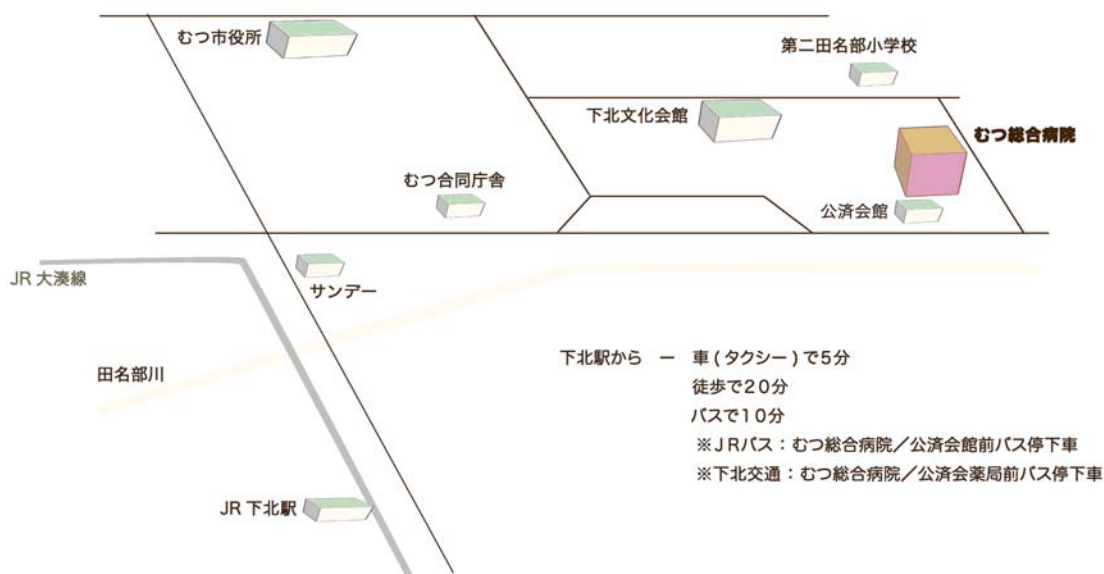 むつ市役所
第二田名部小学校
下北文化会館
むつ総合病院
むつ合同庁舎
公済会館
JR 大湊線
サンデー
田名部川
下北駅から　ー　車(タクシー)で5分
徒歩で20分
バスで10分
※JRバス：むつ総合病院／公済会館前バス停下車
※下北交通：むつ総合病院／公済会薬局前バス停下車
JR 下北駅